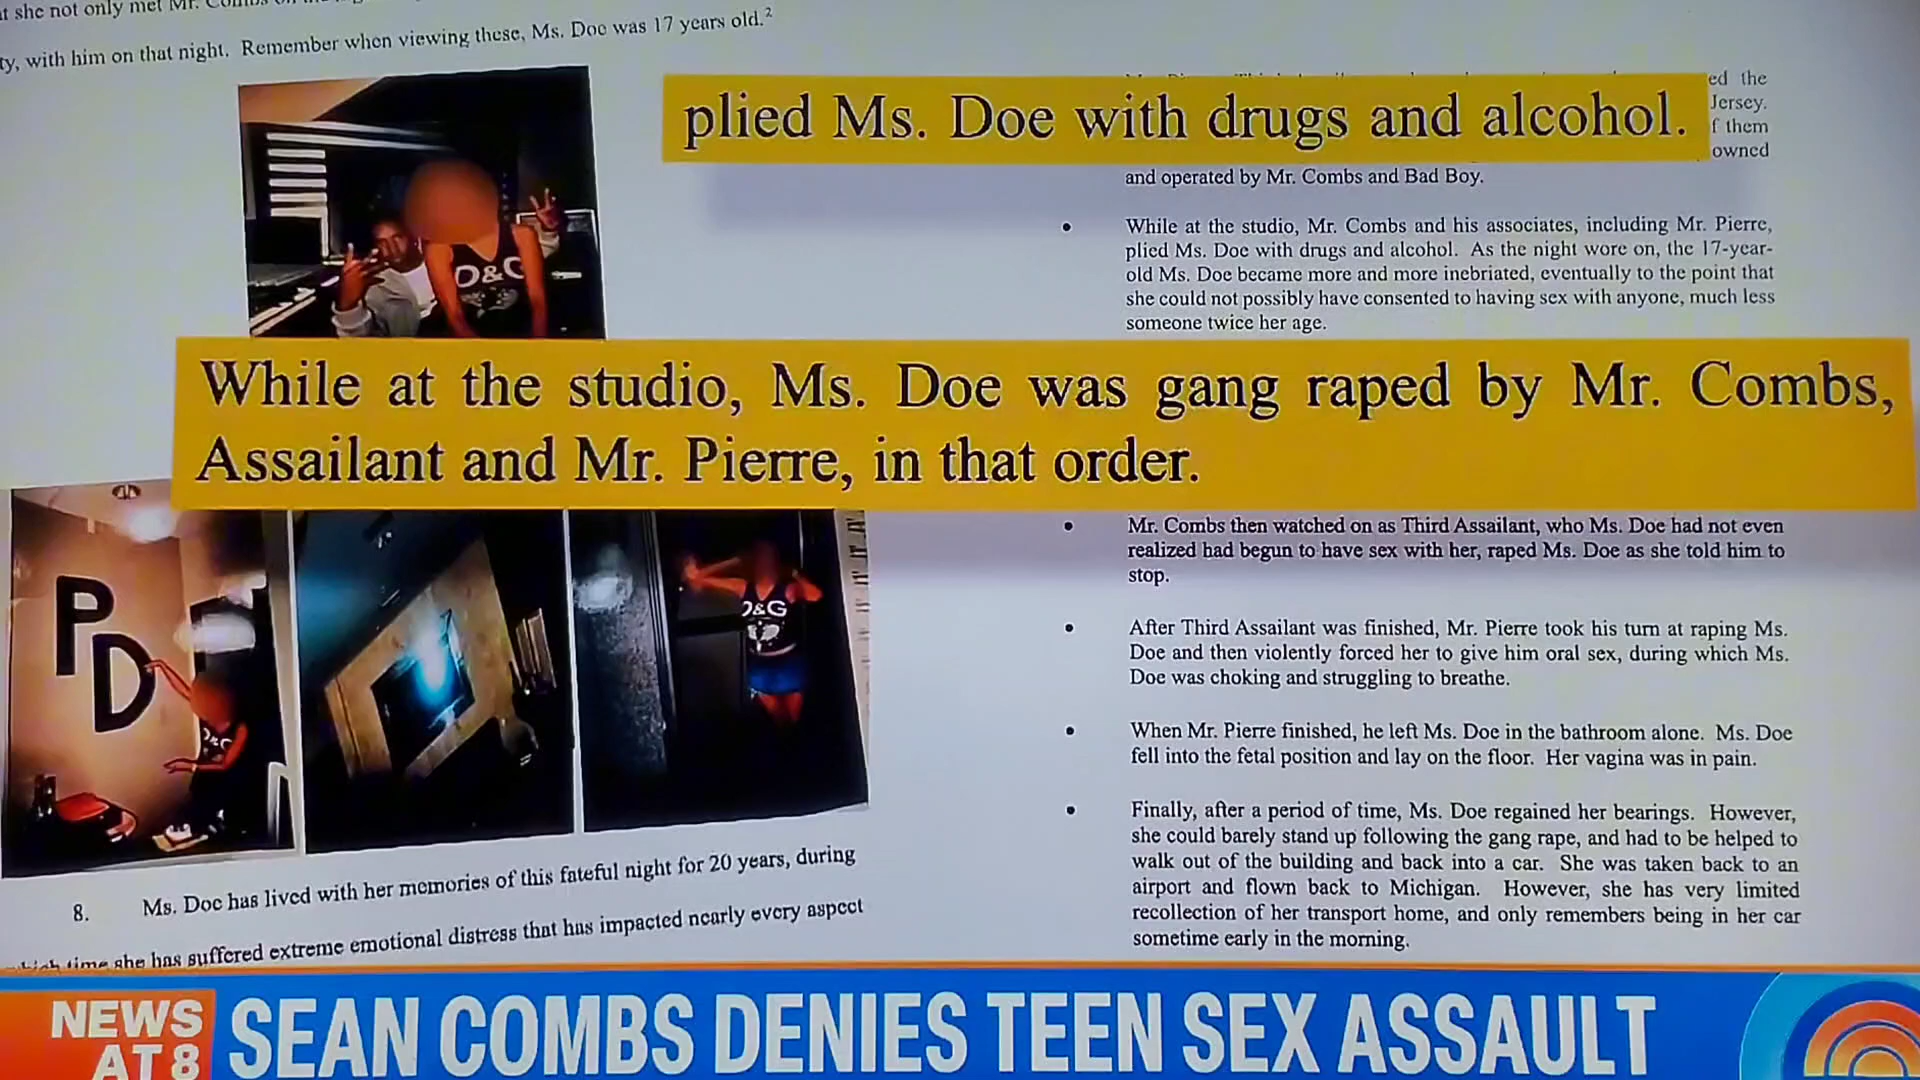 t she not only met Mr.
ty, with him on that night. Remember when viewing these, Ms. Doe was 17 years old.2
plied Ms. Doe with drugs and alcohol.
ed the
Jersey.
f them
owned
and operated by Mr. Combs and Bad Boy.
• While at the studio, Mr. Combs and his associates, including Mr. Pierre,
plied Ms. Doe with drugs and alcohol. As the night wore on, the 17-year-
old Ms. Doe became more and more inebriated, eventually to the point that
she could not possibly have consented to having sex with anyone, much less
someone twice her age.
D&G
While at the studio, Ms. Doe was gang raped by Mr. Combs,
Assailant and Mr. Pierre, in that order.
• Mr. Combs then watched on as Third Assailant, who Ms. Doe had not even
realized had begun to have sex with her, raped Ms. Doe as she told him to
stop.
• After Third Assailant was finished, Mr. Pierre took his turn at raping Ms.
Doe and then violently forced her to give him oral sex, during which Ms.
Doe was choking and struggling to breathe.
• When Mr. Pierre finished, he left Ms. Doe in the bathroom alone. Ms. Doe
fell into the fetal position and lay on the floor. Her vagina was in pain.
• Finally, after a period of time, Ms. Doe regained her bearings. However,
she could barely stand up following the gang rape, and had to be helped to
walk out of the building and back into a car. She was taken back to an
airport and flown back to Michigan. However, she has very limited
recollection of her transport home, and only remembers being in her car
sometime early in the morning.
PD
D&G
8. Ms. Doe has lived with her memories of this fateful night for 20 years, during
which time she has suffered extreme emotional distress that has impacted nearly every aspect
NEWS
AT 8
SEAN COMBS DENIES TEEN SEX ASSAULT